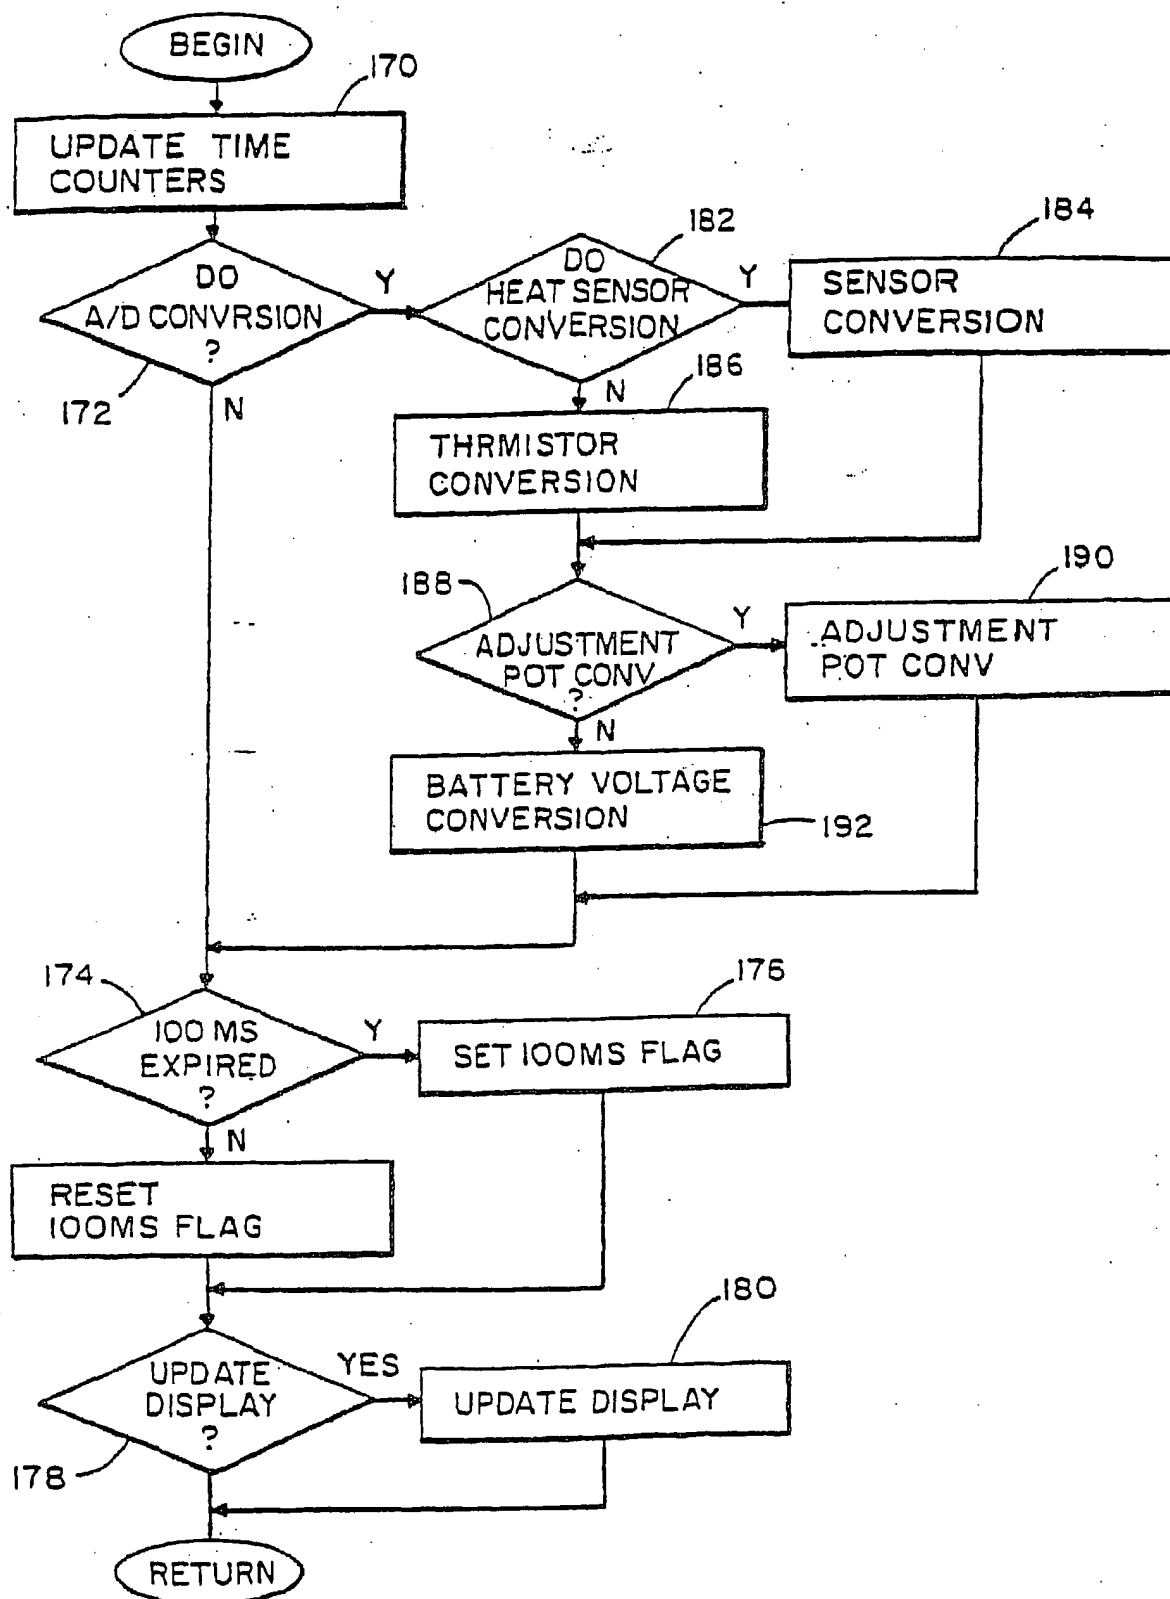 BEGIN
170
UPDATE TIME
COUNTERS
DO
A/D CONVRSION
?
172
Y
N
182
DO
HEAT SENSOR
CONVERSION
Y
N
184
SENSOR
CONVERSION
186
THRMISTOR
CONVERSION
188
ADJUSTMENT
POT CONV
?
Y
N
190
ADJUSTMENT
POT CONV
BATTERY VOLTAGE
CONVERSION
192
174
100 MS
EXPIRED
?
Y
N
176
SET 100MS FLAG
RESET
100MS FLAG
UPDATE
DISPLAY
?
178
YES
180
UPDATE DISPLAY
RETURN